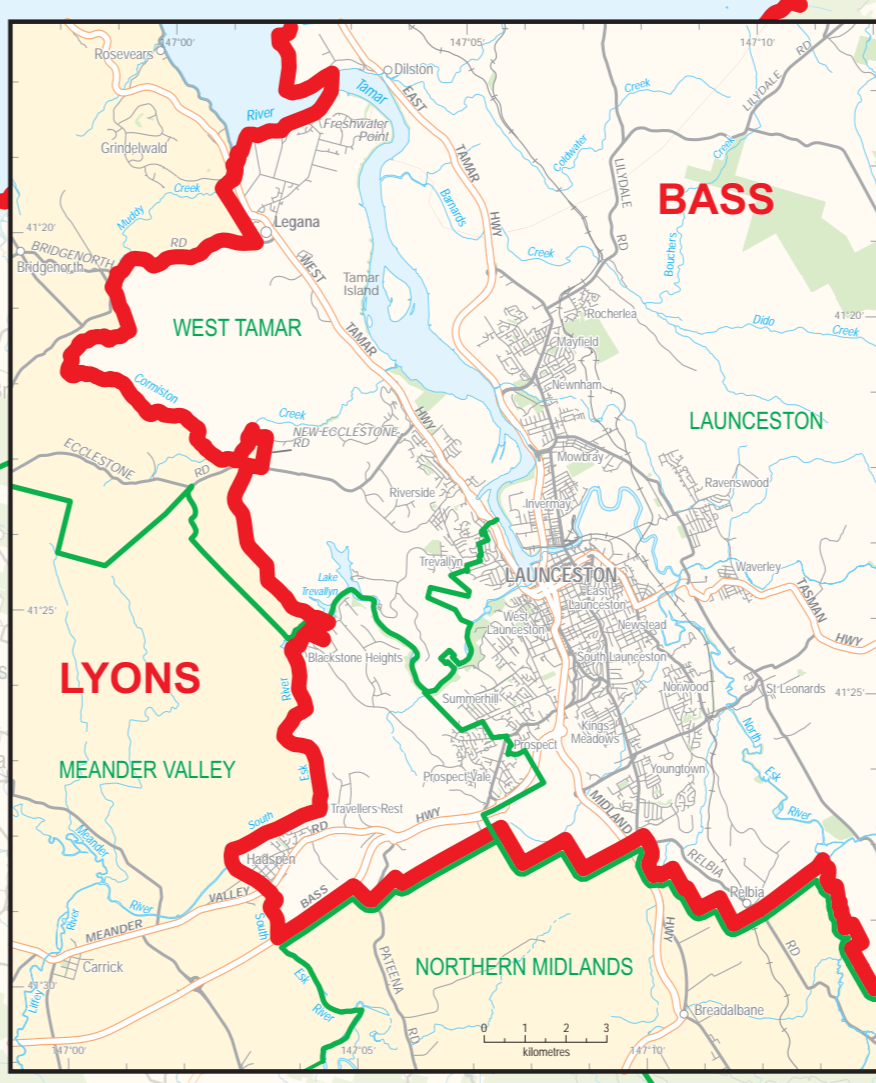 147°00'
147°05'
147°10'
Rosevears
Dilston
LILYDALE RD
River
Tamar
EAST
TAMAR
HWY
Creek
Freshwater
Point
Grindelwald
Coldwater
Creek
LILYDALE
RD
BASS
Muddy
Creek
Barnards
Creek
Bouchers
41°20'
Legana
BRIDGENORTH
RD
Bridgenorth
WEST
TAMAR
HWY
Tamar
Island
Rocherlea
41°20'
WEST TAMAR
Dido
Creek
Mayfield
Cormiston
Creek
Newnham
NEW ECCLESTONE
RD
LAUNCESTON
ECCLESTONE
RD
Mowbray
Riverside
Ravenswood
Invermay
Trevallyn
Lake
Trevallyn
LAUNCESTON
Waverley
East
Launceston
TASMAN
HWY
41°25'
West
Launceston
Newstead
Blackstone Heights
South Launceston
LYONS
River
Summerhill
Norwood
St Leonards
41°25'
Kings
Meadows
North
Esk
River
Prospect
MEANDER VALLEY
Esk
Prospect Vale
Youngtown
Travellers Rest
South
RD
HWY
MIDLAND
Meander
River
Hadspen
RELBIA
BASS
VALLEY
Relbia
MEANDER
South
HWY
RD
River
Carrick
Esk
River
PATEENA
RD
NORTHERN MIDLANDS
41°30'
Liffey
Breadalbane
0 1 2 3
kilometres
147°00'
147°05'
147°10'